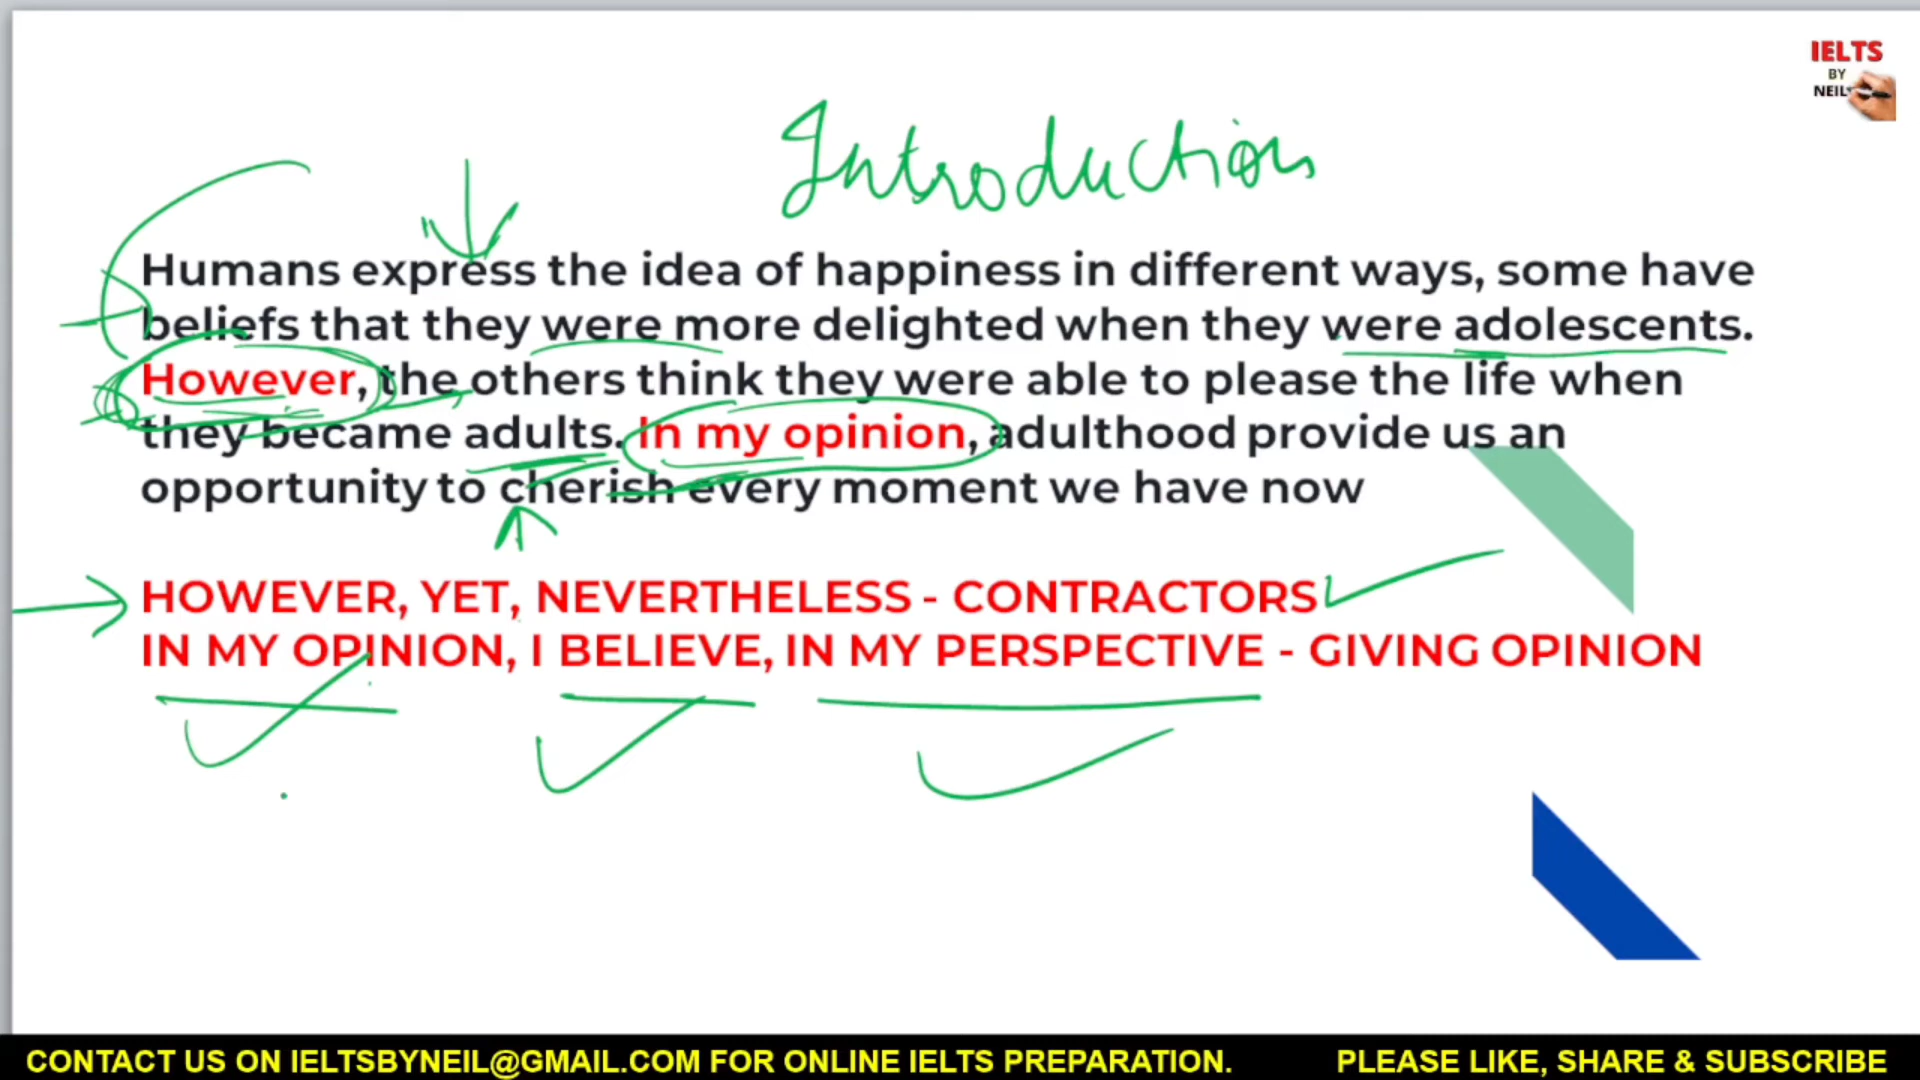 IELTS
BY
NEIL
Introduction
Humans express the idea of happiness in different ways, some have
beliefs that they were more delighted when they were adolescents.
However, the others think they were able to please the life when
they became adults. In my opinion, adulthood provide us an
opportunity to cherish every moment we have now
HOWEVER, YET, NEVERTHELESS - CONTRACTORS
IN MY OPINION, I BELIEVE, IN MY PERSPECTIVE - GIVING OPINION
CONTACT US ON IELTSBYNEIL@GMAIL.COM FOR ONLINE IELTS PREPARATION. PLEASE LIKE, SHARE & SUBSCRIBE